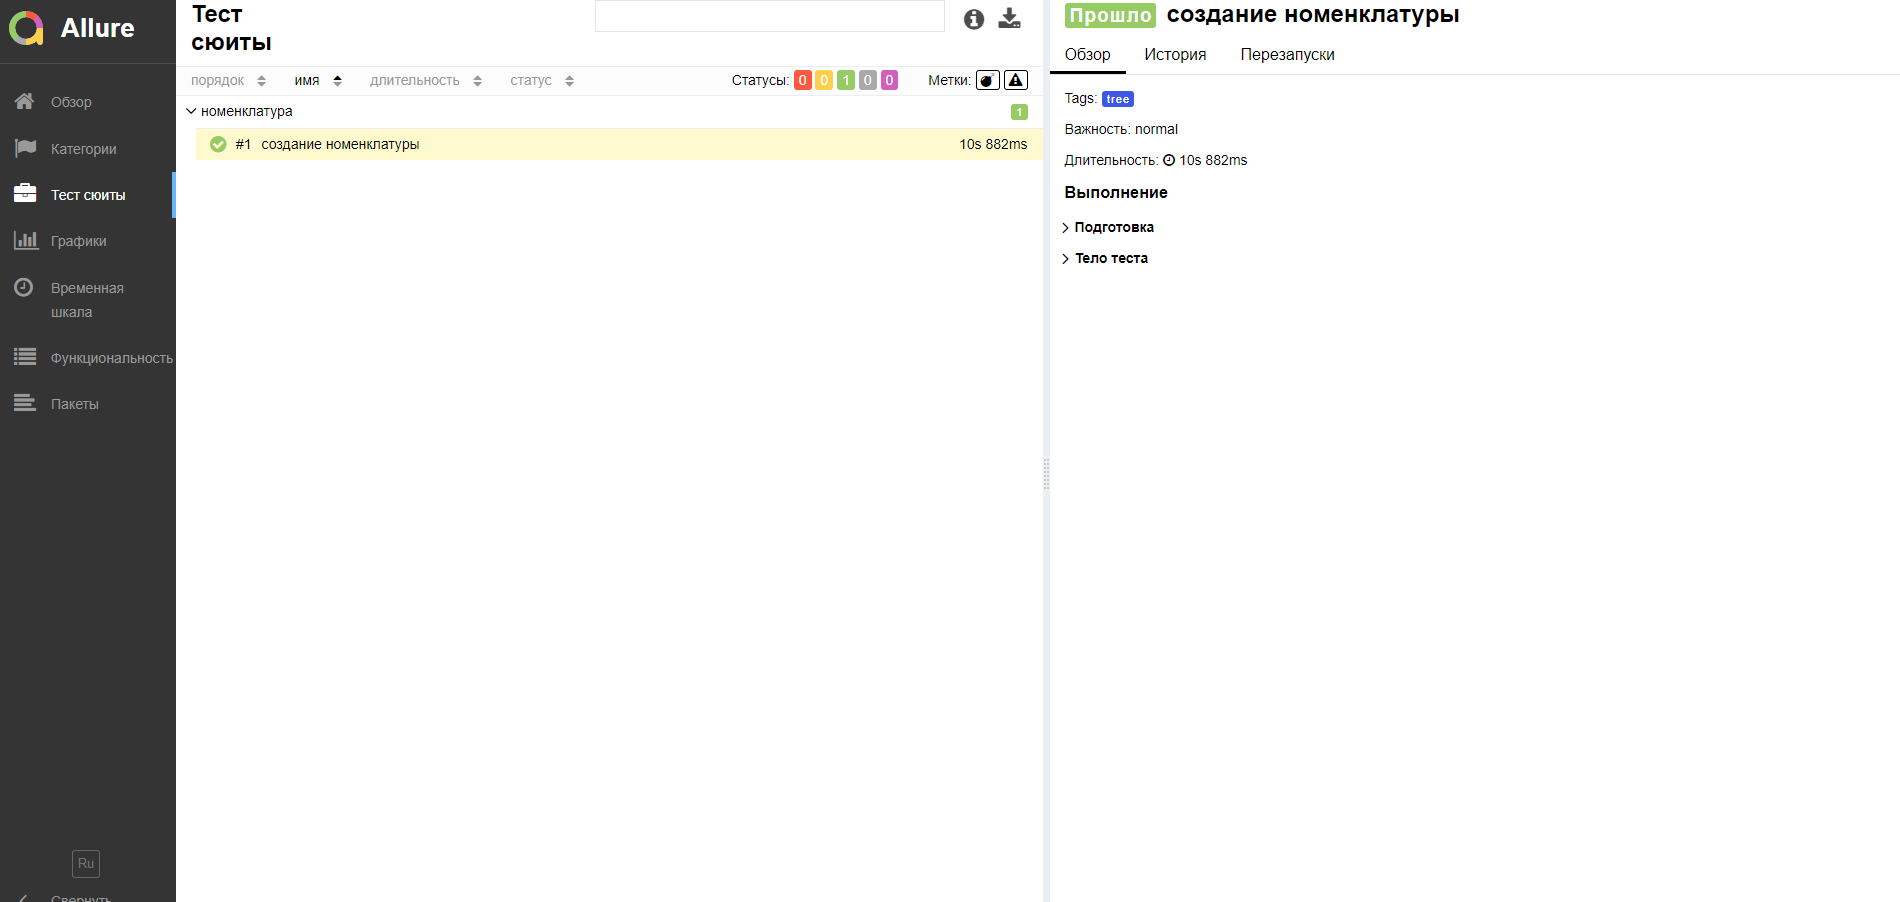 Allure
Обзор
Категории
Тест сюиты
Графики
Временная
шкала
Функциональность
Пакеты
Ru
Свернуть
Тест
сюиты
порядок имя длительность статус Статусы: 0 0 1 0 0 Метки:
номенклатура 1
#1 создание номенклатуры 10s 882ms
Прошло создание номенклатуры
Обзор История Перезапуски
Tags: tree
Важность: normal
Длительность: 10s 882ms
Выполнение
Подготовка
Тело теста